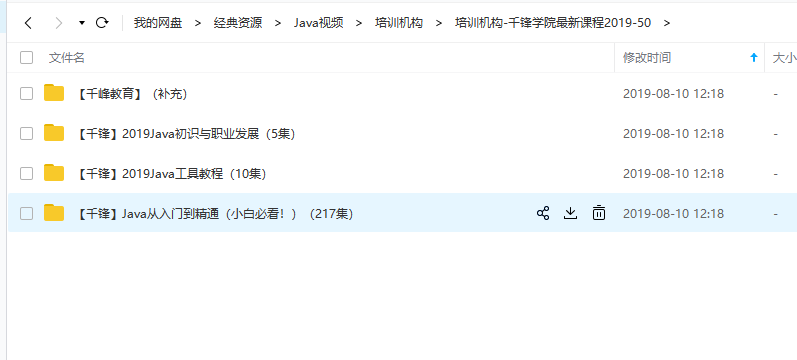 我的网盘 > 经典资源 > Java视频 > 培训机构 > 培训机构-千锋学院最新课程2019-50 >
文件名 修改时间 大小
【千峰教育】（补充） 2019-08-10 12:18 -
【千锋】2019Java初识与职业发展（5集） 2019-08-10 12:18 -
【千锋】2019Java工具教程（10集） 2019-08-10 12:18 -
【千锋】Java从入门到精通（小白必看！）（217集） 2019-08-10 12:18 -